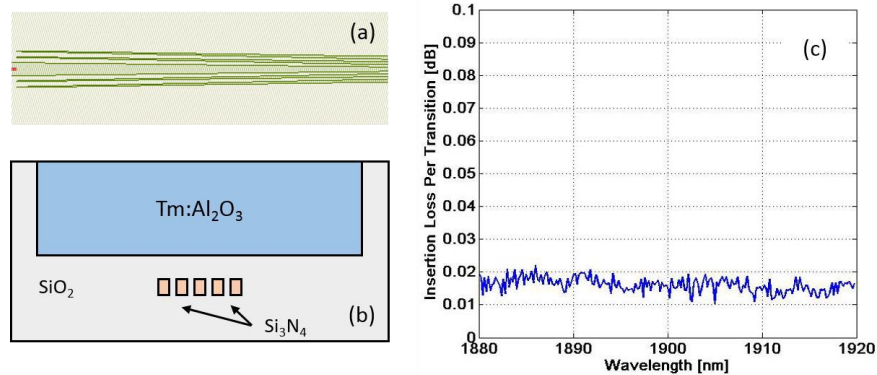 (a)
Tm:Al₂O₃
SiO₂
Si₃N₄
(b)
(c)
Insertion Loss Per Transition [dB]
0.1
0.09
0.08
0.07
0.06
0.05
0.04
0.03
0.02
0.01
0
1880 1890 1900 1910 1920
Wavelength [nm]